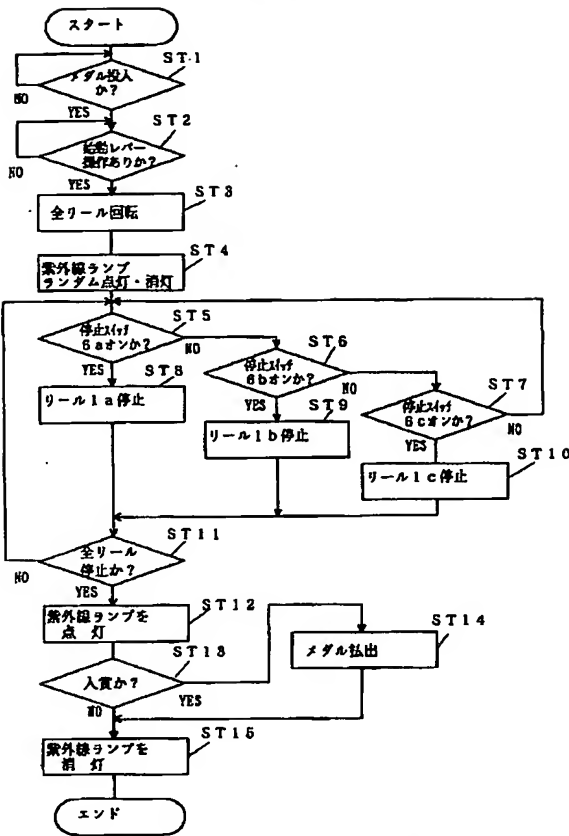 スタート
ST1
メダル投入
か？
NO
YES
ST2
始動レバー
操作ありか？
NO
YES
ST3
全リール回転
ST4
紫外線ランプ
ランダム点灯・消灯
ST5
停止スイッチ
6aオンか？
NO
YES
ST6
停止スイッチ
6bオンか？
NO
YES
ST7
停止スイッチ
6cオンか？
NO
YES
ST8
リール1a停止
ST9
リール1b停止
ST10
リール1c停止
ST11
全リール
停止か？
NO
YES
ST12
紫外線ランプを
点灯
ST13
入賞か？
YES
NO
ST14
メダル払出
ST15
紫外線ランプを
消灯
エンド